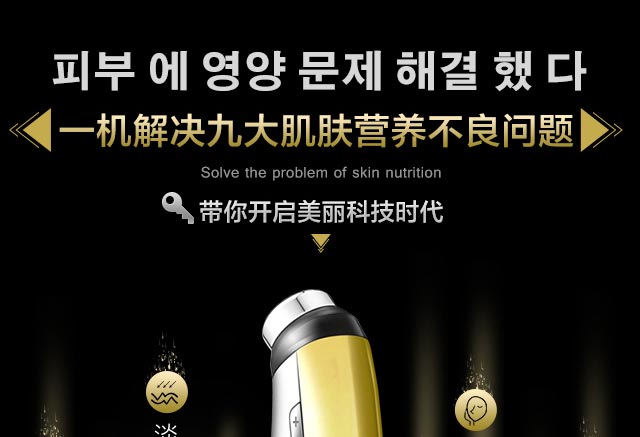 피부 에 영양 문제 해결 했 다
一机解决九大肌肤营养不良问题
Solve the problem of skin nutrition
带你开启美丽科技时代
淡